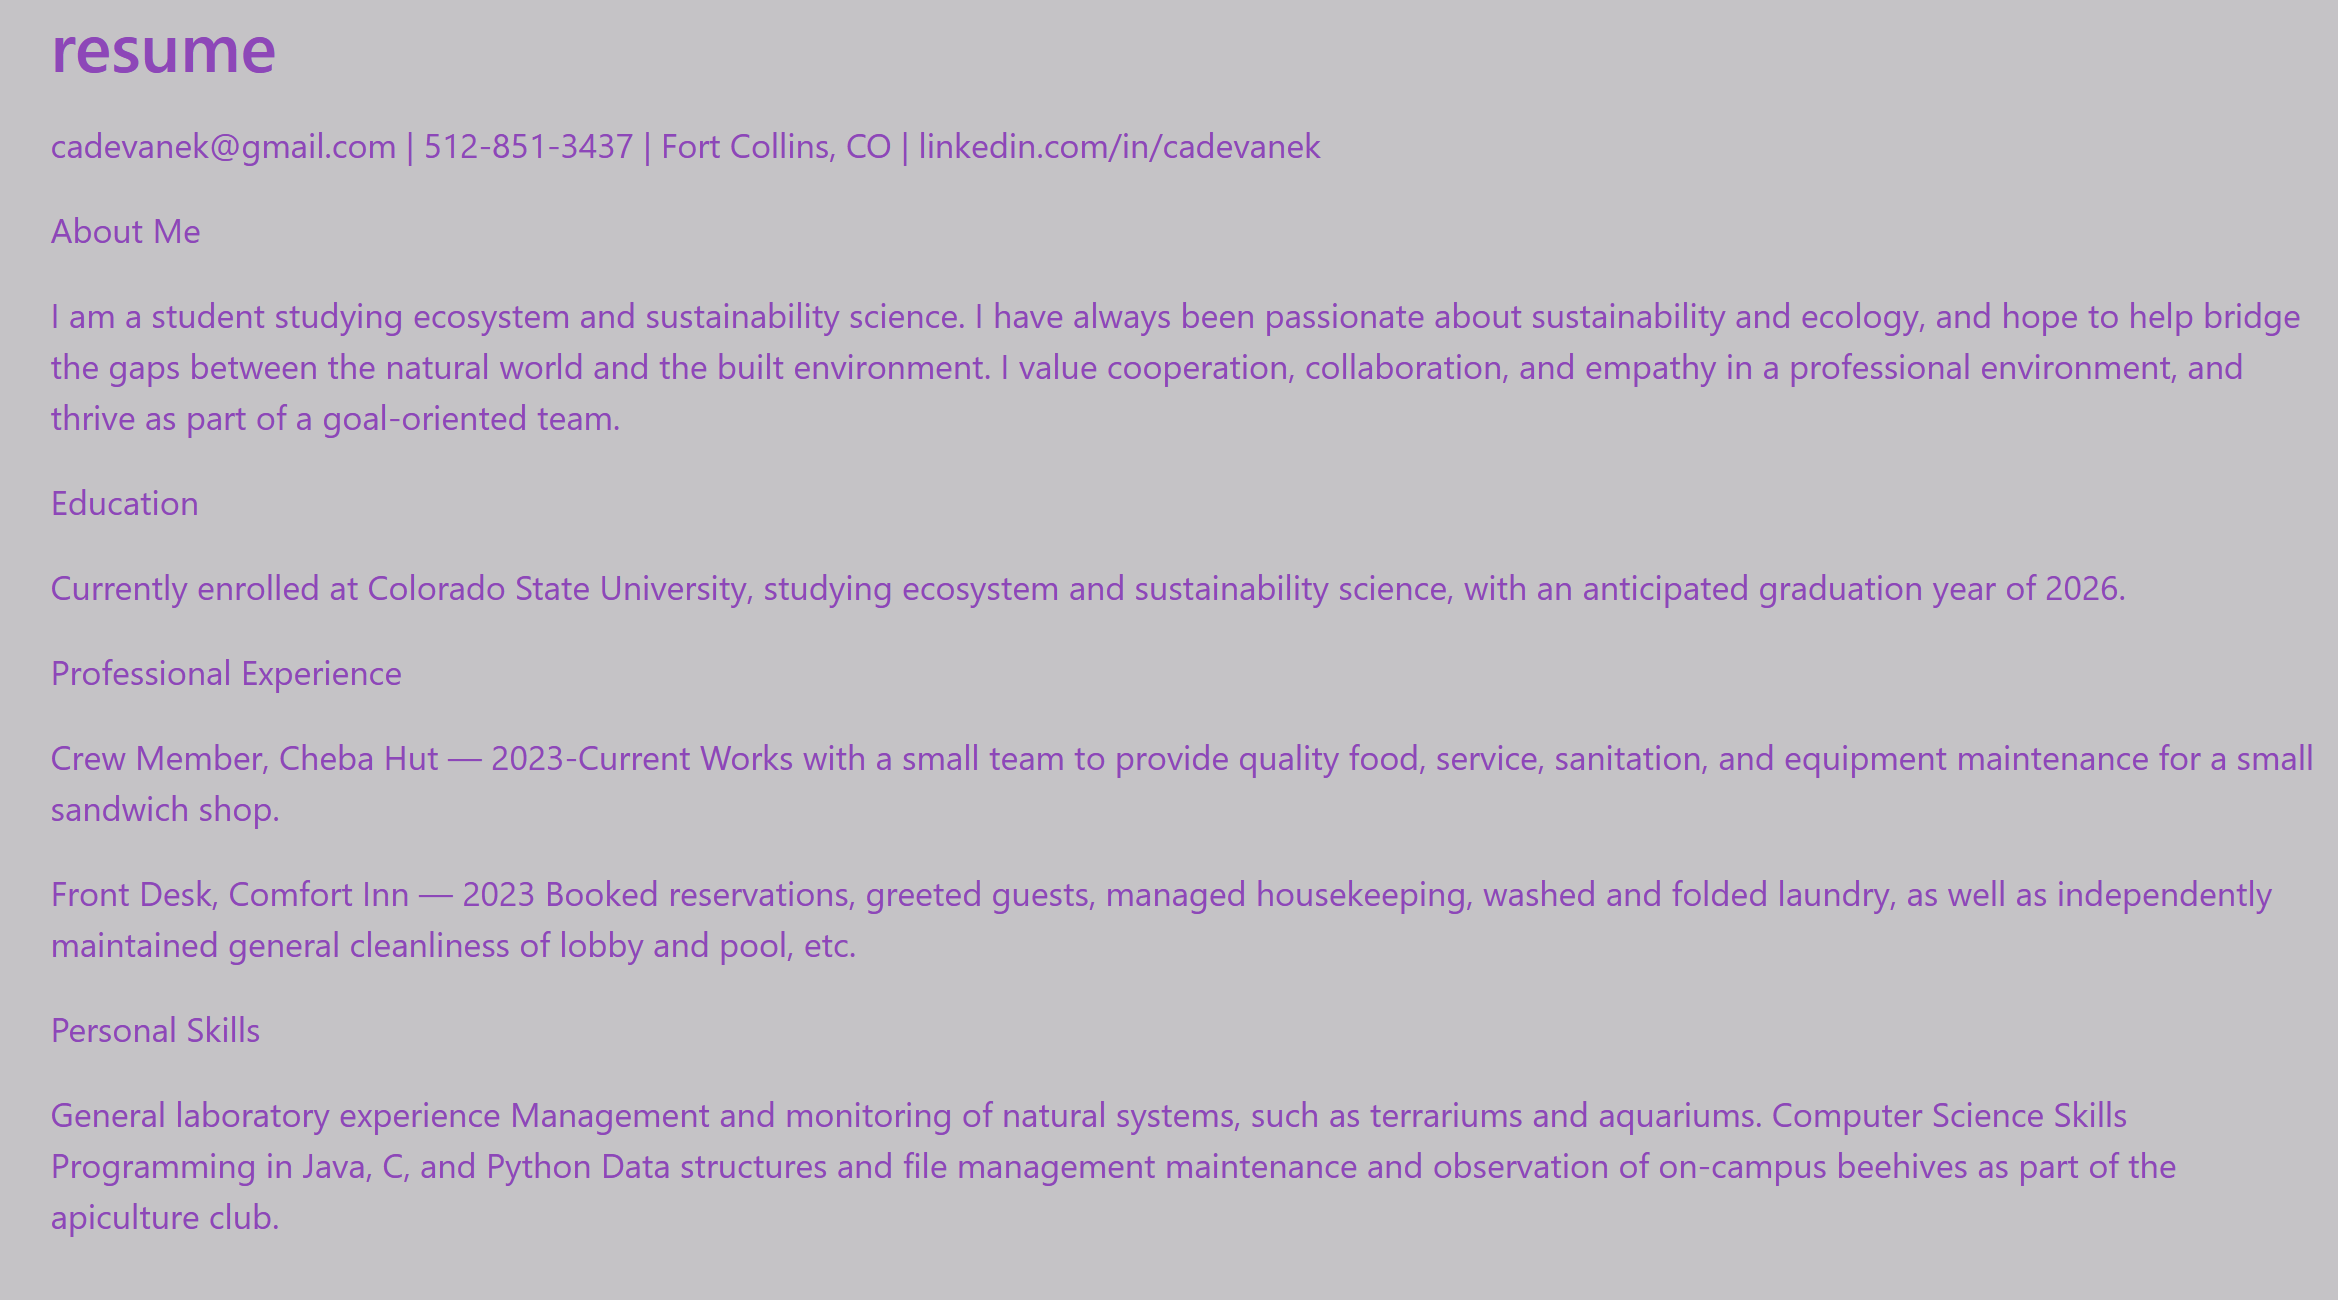 resume
cadevanek@gmail.com | 512-851-3437 | Fort Collins, CO | linkedin.com/in/cadevanek
About Me
I am a student studying ecosystem and sustainability science. I have always been passionate about sustainability and ecology, and hope to help bridge
the gaps between the natural world and the built environment. I value cooperation, collaboration, and empathy in a professional environment, and
thrive as part of a goal-oriented team.
Education
Currently enrolled at Colorado State University, studying ecosystem and sustainability science, with an anticipated graduation year of 2026.
Professional Experience
Crew Member, Cheba Hut — 2023-Current Works with a small team to provide quality food, service, sanitation, and equipment maintenance for a small
sandwich shop.
Front Desk, Comfort Inn — 2023 Booked reservations, greeted guests, managed housekeeping, washed and folded laundry, as well as independently
maintained general cleanliness of lobby and pool, etc.
Personal Skills
General laboratory experience Management and monitoring of natural systems, such as terrariums and aquariums. Computer Science Skills
Programming in Java, C, and Python Data structures and file management maintenance and observation of on-campus beehives as part of the
apiculture club.